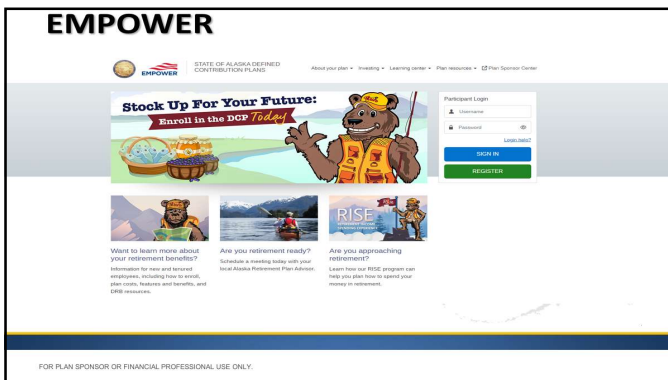 EMPOWER
EMPOWER
STATE OF ALASKA DEFINED
CONTRIBUTION PLANS
About your plan Investing Learning center Plan resources Plan Sponsor Center
Stock Up For Your Future:
Enroll in the DCP Today
Participant Login
Username
Password
Login help?
SIGN IN
REGISTER
RISE
Want to learn more about
your retirement benefits?
Information for new and tenured
employees, including how to enroll,
plan costs, features and benefits, and
DRB resources.
Are you retirement ready?
Schedule a meeting today with your
local Alaska Retirement Plan Advisor.
Are you approaching
retirement?
Learn how our RISE program can
help you plan how to spend your
money in retirement.
FOR PLAN SPONSOR OR FINANCIAL PROFESSIONAL USE ONLY.